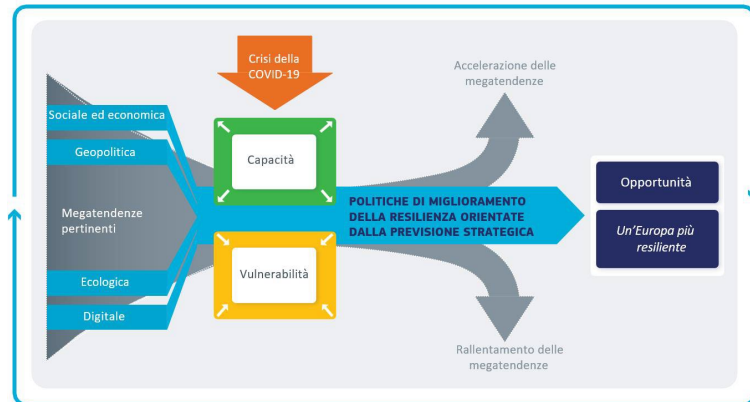 Crisi della
COVID-19
Accelerazione delle
megatendenze
Sociale ed economica
Geopolitica
Megatendenze
pertinenti
Ecologica
Digitale
Capacità
Vulnerabilità
POLITICHE DI MIGLIORAMENTO
DELLA RESILIENZA ORIENTATE
DALLA PREVISIONE STRATEGICA
Opportunità
Un'Europa più
resiliente
Rallentamento delle
megatendenze